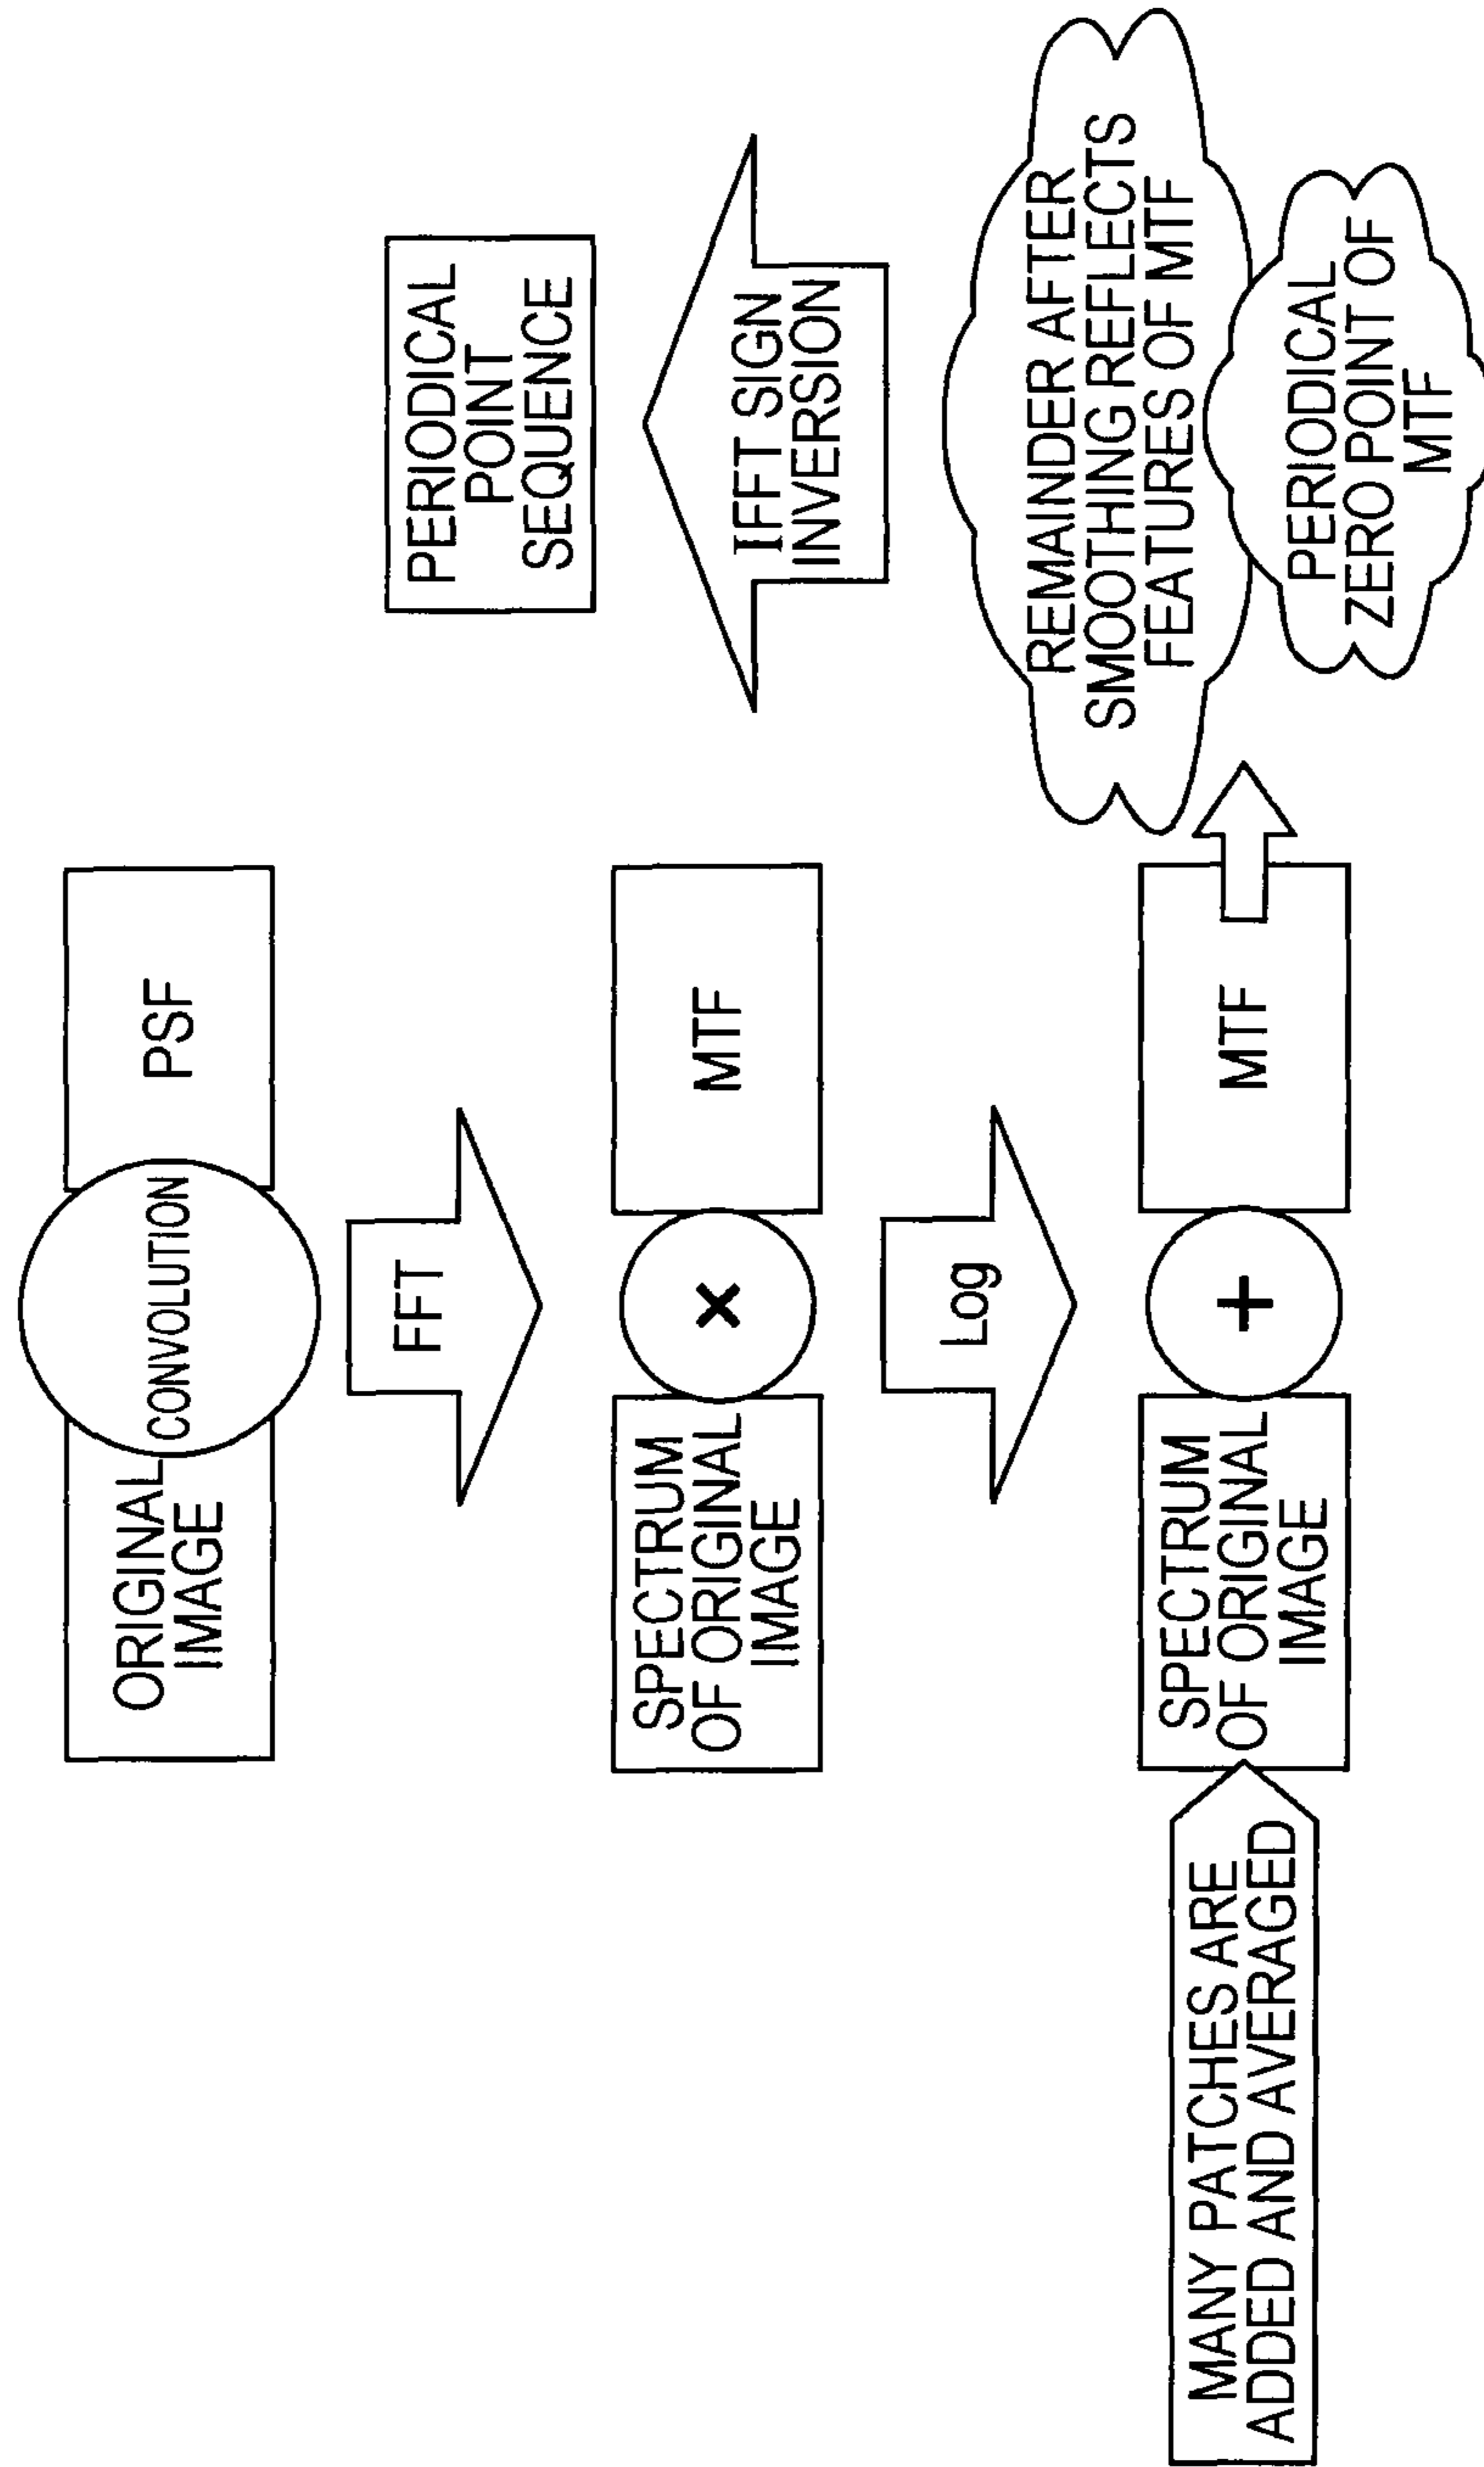 ORIGINAL
IMAGE
CONVOLUTION
PSF
FFT
SPECTRUM
OF ORIGINAL
IMAGE
×
MTF
Log
MANY PATCHES ARE
ADDED AND AVERAGED
SPECTRUM
OF ORIGINAL
IMAGE
+
MTF
REMAINDER AFTER
SMOOTHING REFLECTS
FEATURES OF MTF
PERIODICAL
ZERO POINT OF
MTF
IFFT SIGN
INVERSION
PERIODICAL
POINT
SEQUENCE